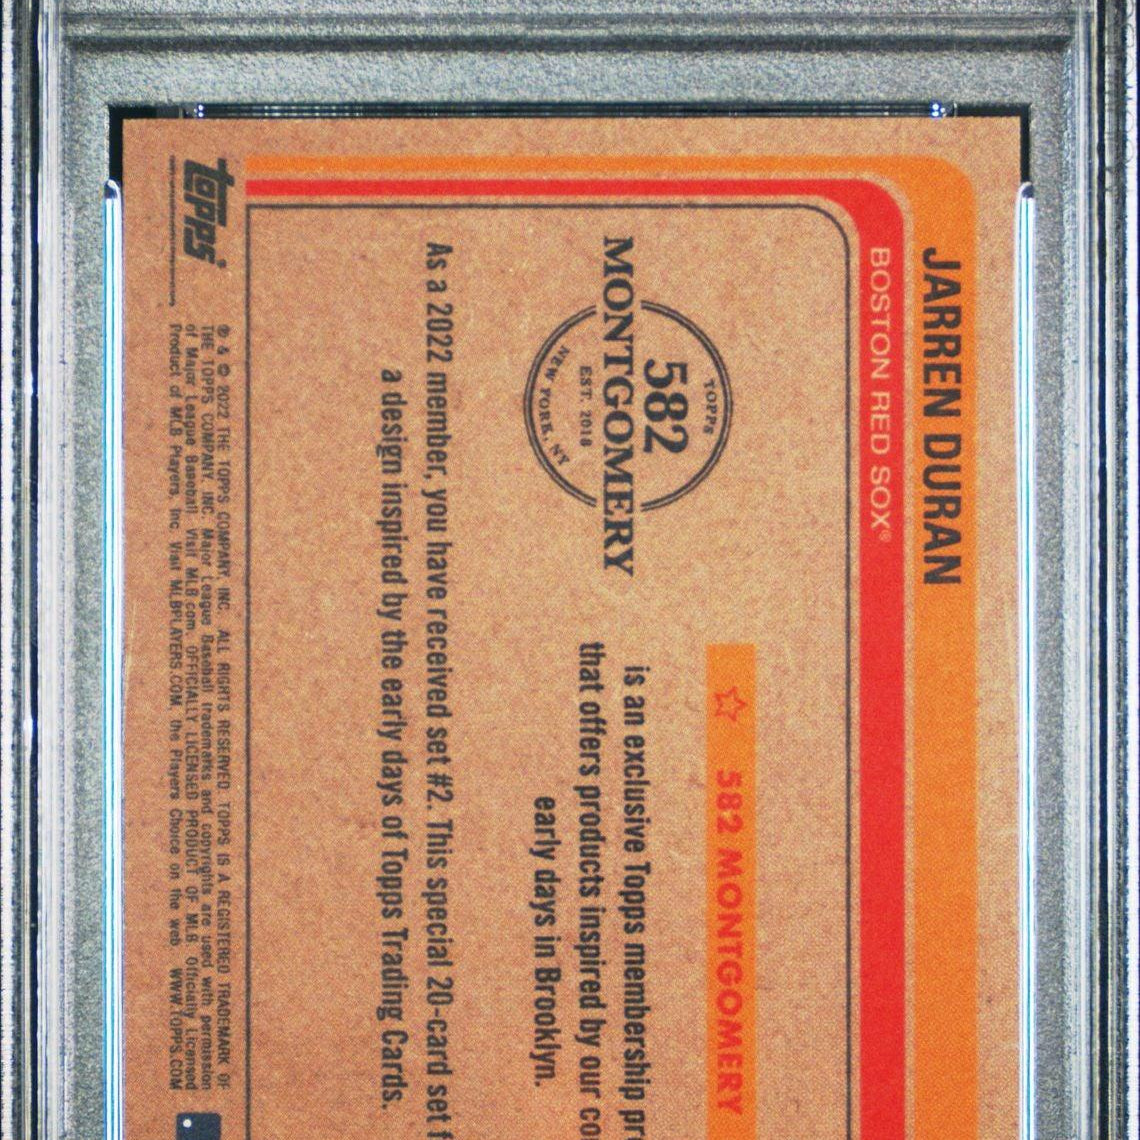 JARREN DURAN
BOSTON RED SOX®
☆ 582 MONTGOMERY
TOPPS
582
MONTGOMERY
EST. 2018
NEW YORK, NY
is an exclusive Topps membership
that offers products inspired by our
early days in Brooklyn.
As a 2022 member, you have received set #2. This special 20-card set
a design inspired by the early days of Topps Trading Cards.
topps®
® & © 2022 THE TOPPS COMPANY, INC. ALL RIGHTS RESERVED. TOPPS IS A REGISTERED TRADEMARK OF
THE TOPPS COMPANY, INC. Major League Baseball trademarks and copyrights are used with permission
of Major League Baseball. Visit MLB.com. OFFICIALLY LICENSED PRODUCT OF MLB Officially Licensed
Product of MLB Players, Inc. Visit MLBPLAYERS.COM, the Players Choice on the web. WWW.TOPPS.COM